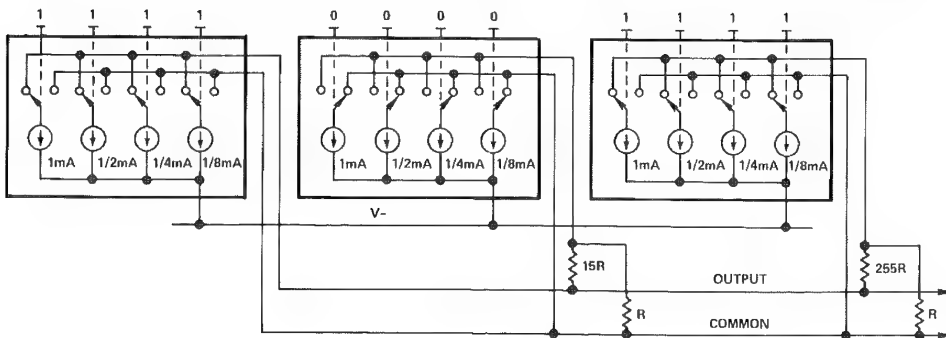 1 1 1 1 0 0 0 0 1 1 1 1
1mA 1/2mA 1/4mA 1/8mA 1mA 1/2mA 1/4mA 1/8mA 1mA 1/2mA 1/4mA 1/8mA
V-
15R OUTPUT 255R
R COMMON R